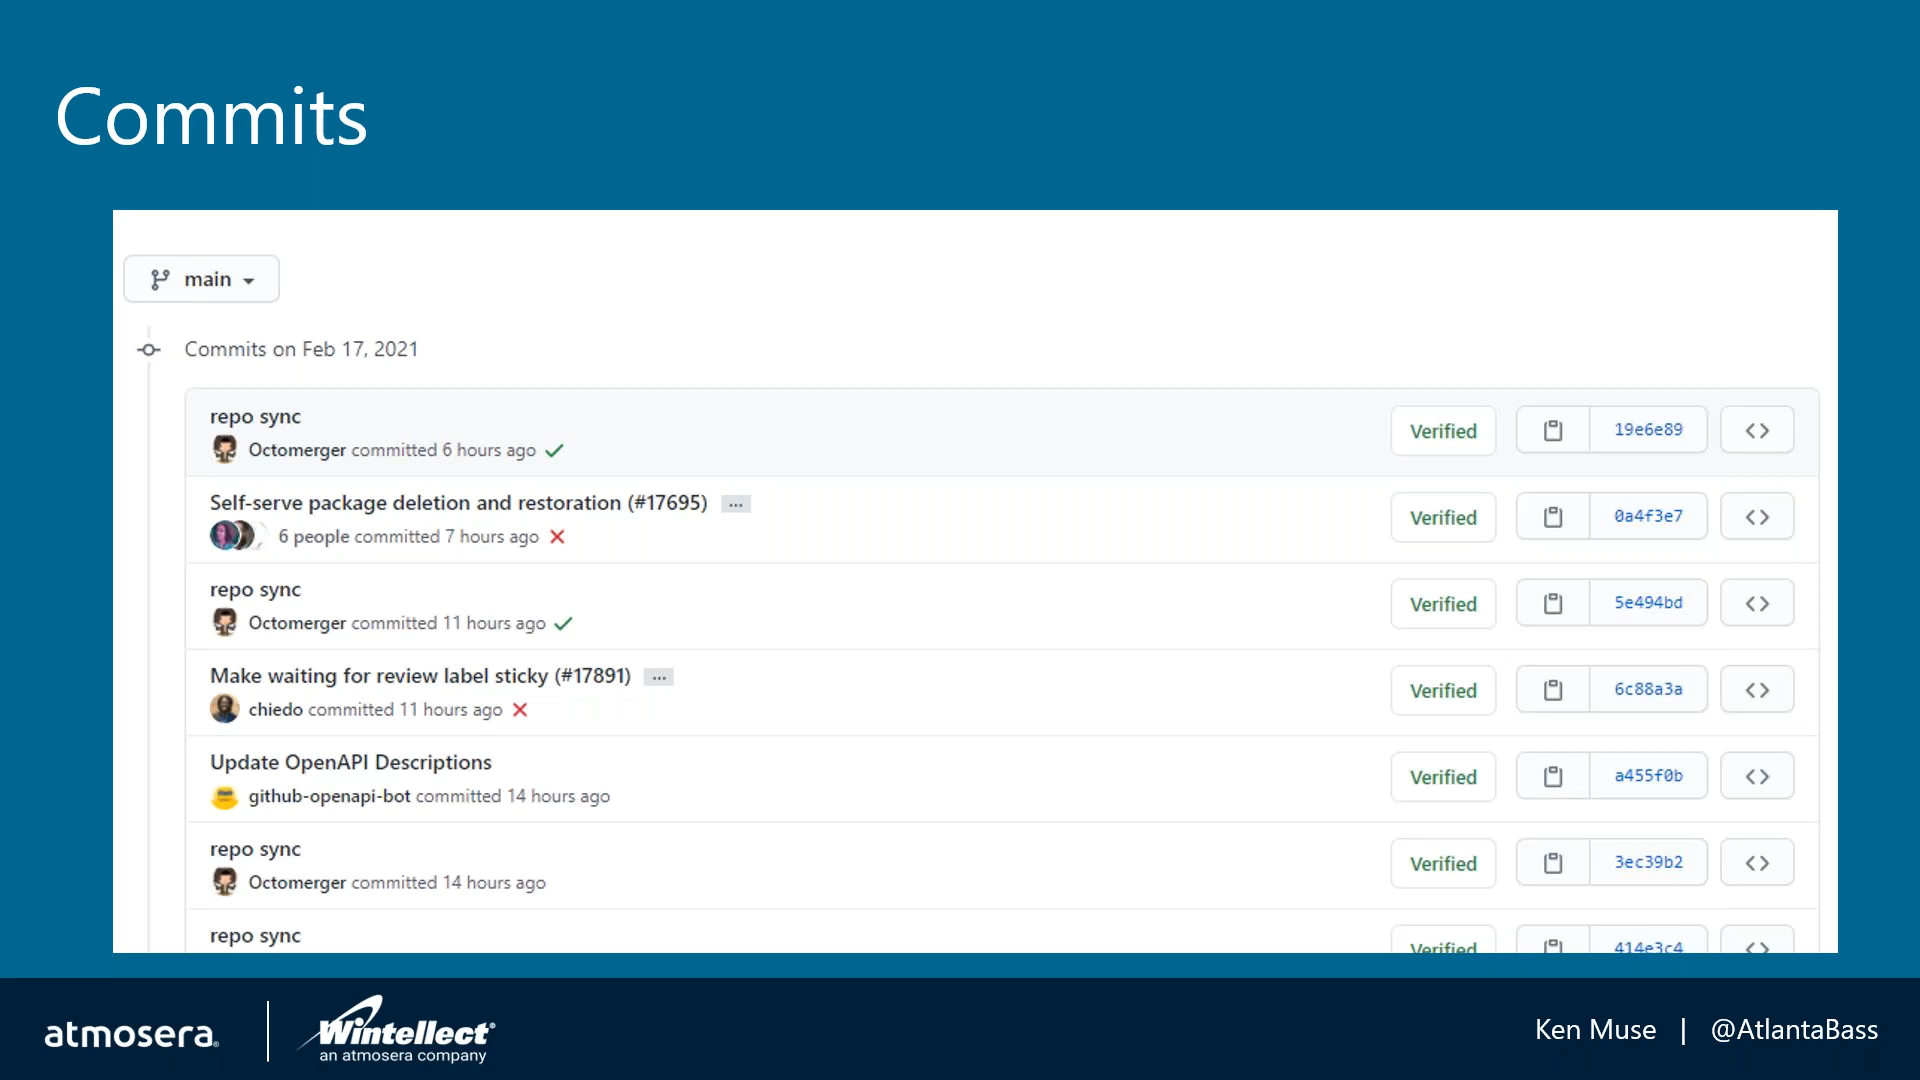 Commits
main
Commits on Feb 17, 2021
repo sync
Octomerger committed 6 hours ago
Verified
19e6e89
Self-serve package deletion and restoration (#17695) ...
6 people committed 7 hours ago
Verified
0a4f3e7
repo sync
Octomerger committed 11 hours ago
Verified
5e494bd
Make waiting for review label sticky (#17891) ...
chiedo committed 11 hours ago
Verified
6c88a3a
Update OpenAPI Descriptions
github-openapi-bot committed 14 hours ago
Verified
a455f0b
repo sync
Octomerger committed 14 hours ago
Verified
3ec39b2
repo sync
Verified
414e3c4
atmosera®
Wintellect®
an atmosera company
Ken Muse | @AtlantaBass